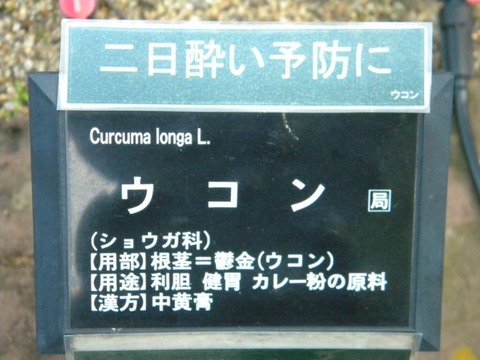 二日酔い予防に
ウコン
Curcuma longa L.
ウコン 局
(ショウガ科)
【用部】根茎=鬱金(ウコン)
【用途】利胆 健胃 カレー粉の原料
【漢方】中黄膏